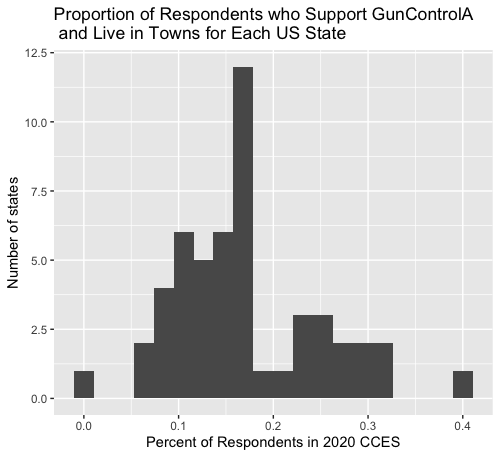 Proportion of Respondents who Support GunControlA
and Live in Towns for Each US State
12.5
10.0
7.5
5.0
2.5
0.0
Number of states
0.0 0.1 0.2 0.3 0.4
Percent of Respondents in 2020 CCES